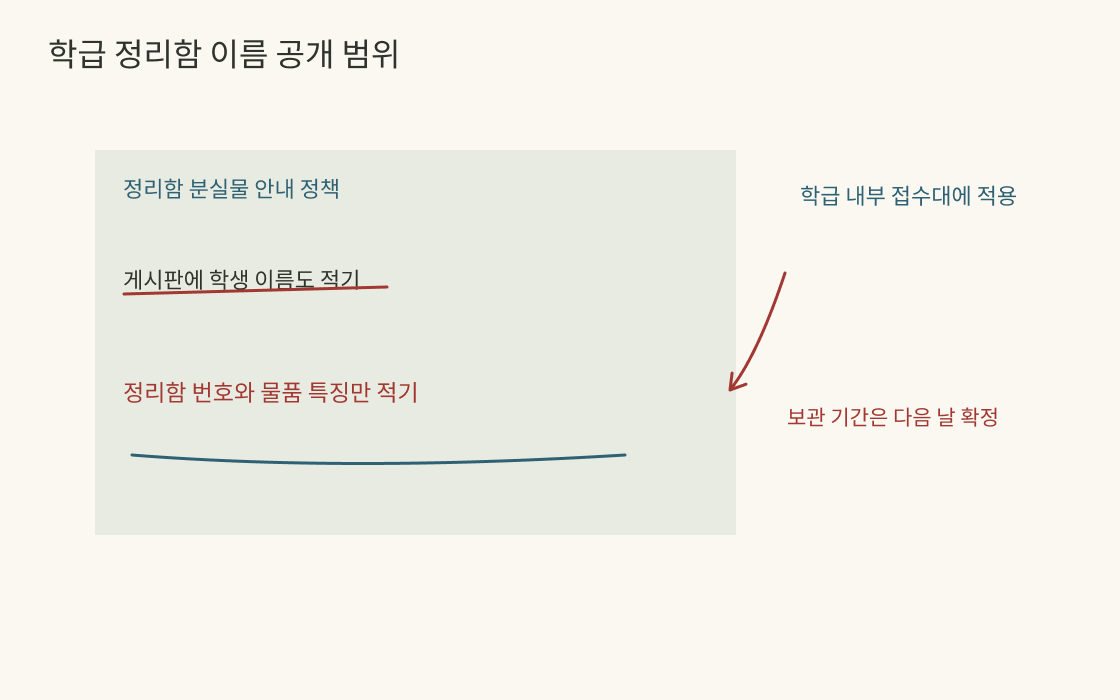 학급 정리함 이름 공개 범위
정리함 분실물 안내 정책
학급 내부 접수대에 적용
게시판에 학생 이름도 적기
정리함 번호와 물품 특징만 적기
보관 기간은 다음 날 확정